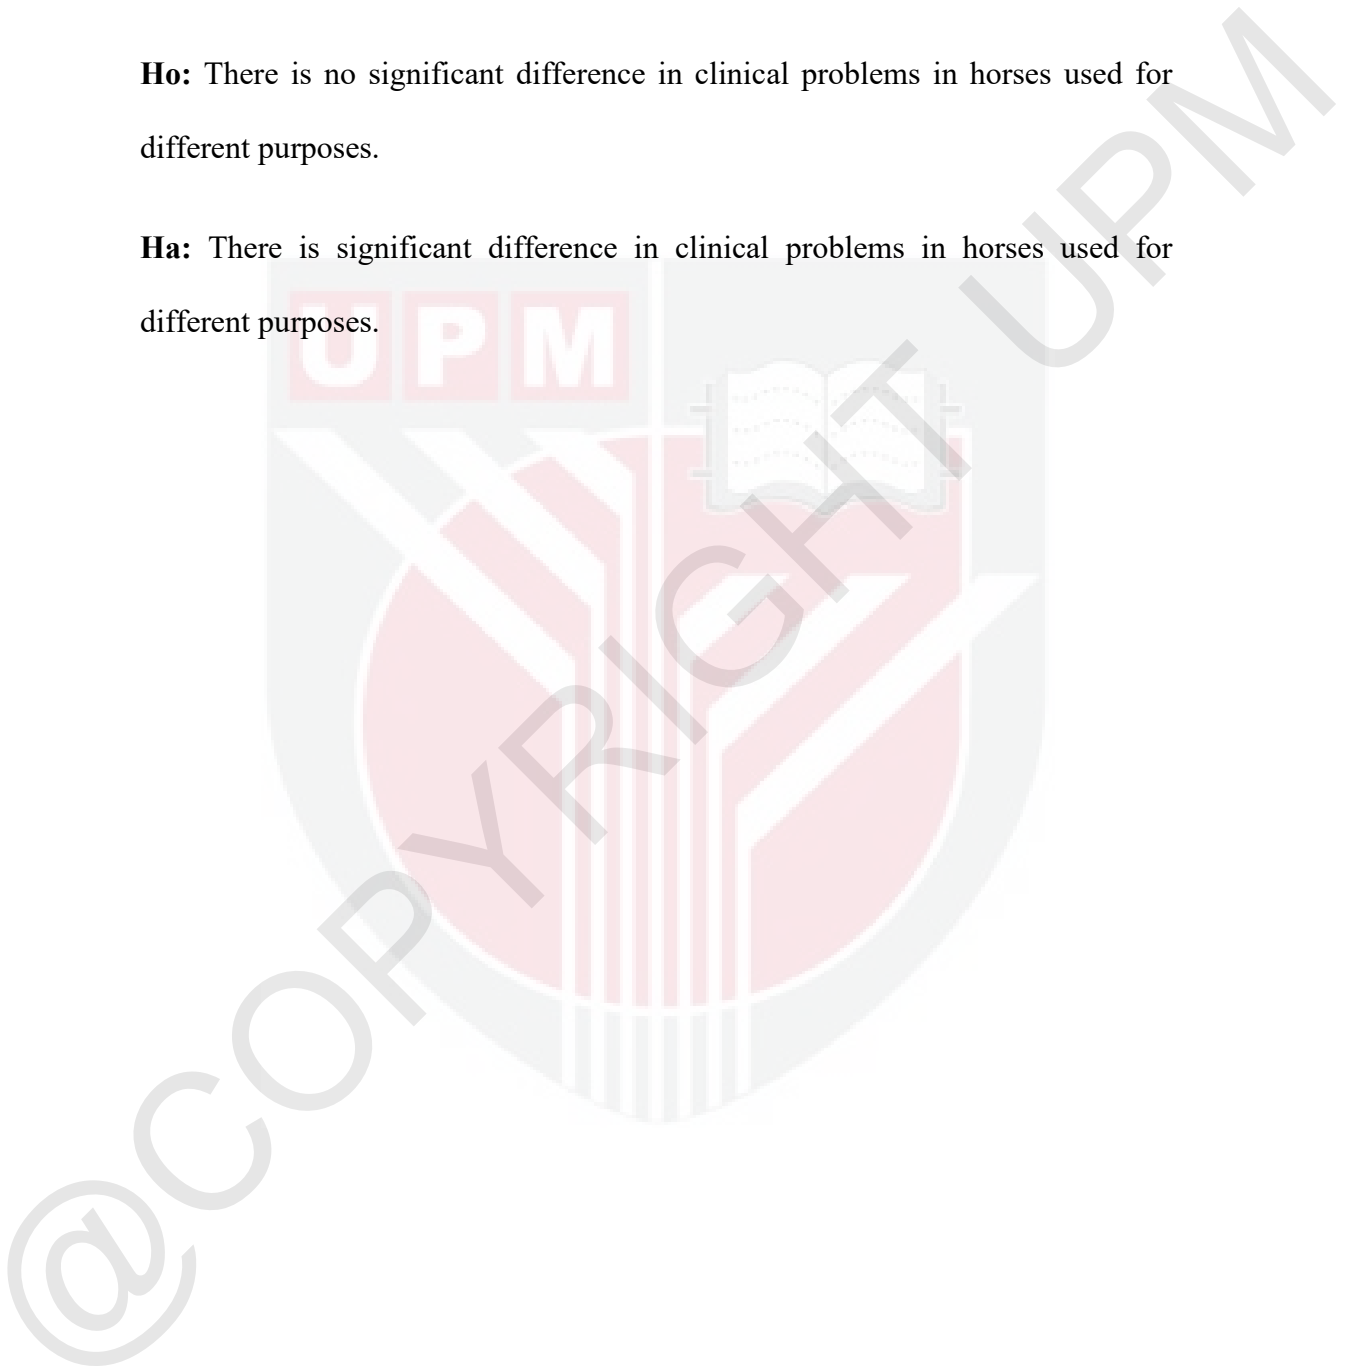 Ho: There is no significant difference in clinical problems in horses used for
different purposes.
Ha: There is significant difference in clinical problems in horses used for
different purposes.
UPM
@COPYRIGHT UPM